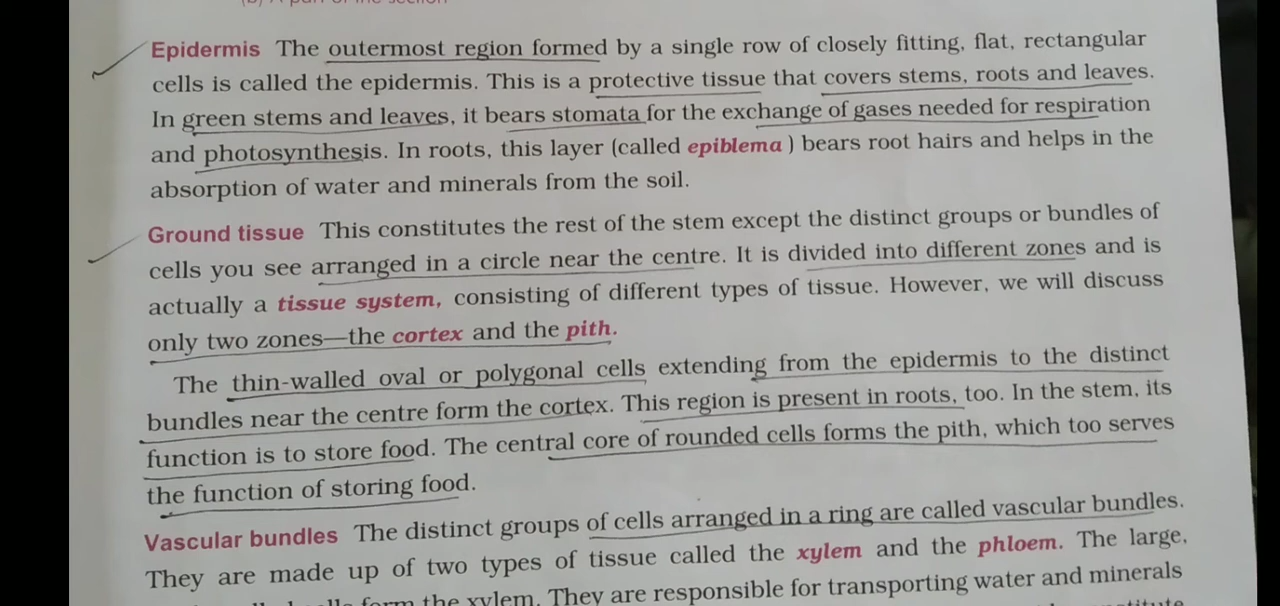 (b) A part of the section
Epidermis The outermost region formed by a single row of closely fitting, flat, rectangular
cells is called the epidermis. This is a protective tissue that covers stems, roots and leaves.
In green stems and leaves, it bears stomata for the exchange of gases needed for respiration
and photosynthesis. In roots, this layer (called epiblema) bears root hairs and helps in the
absorption of water and minerals from the soil.
Ground tissue This constitutes the rest of the stem except the distinct groups or bundles of
cells you see arranged in a circle near the centre. It is divided into different zones and is
actually a tissue system, consisting of different types of tissue. However, we will discuss
only two zones—the cortex and the pith.
The thin-walled oval or polygonal cells extending from the epidermis to the distinct
bundles near the centre form the cortex. This region is present in roots, too. In the stem, its
function is to store food. The central core of rounded cells forms the pith, which too serves
the function of storing food.
Vascular bundles The distinct groups of cells arranged in a ring are called vascular bundles.
They are made up of two types of tissue called the xylem and the phloem. The large,
form the xylem. They are responsible for transporting water and minerals